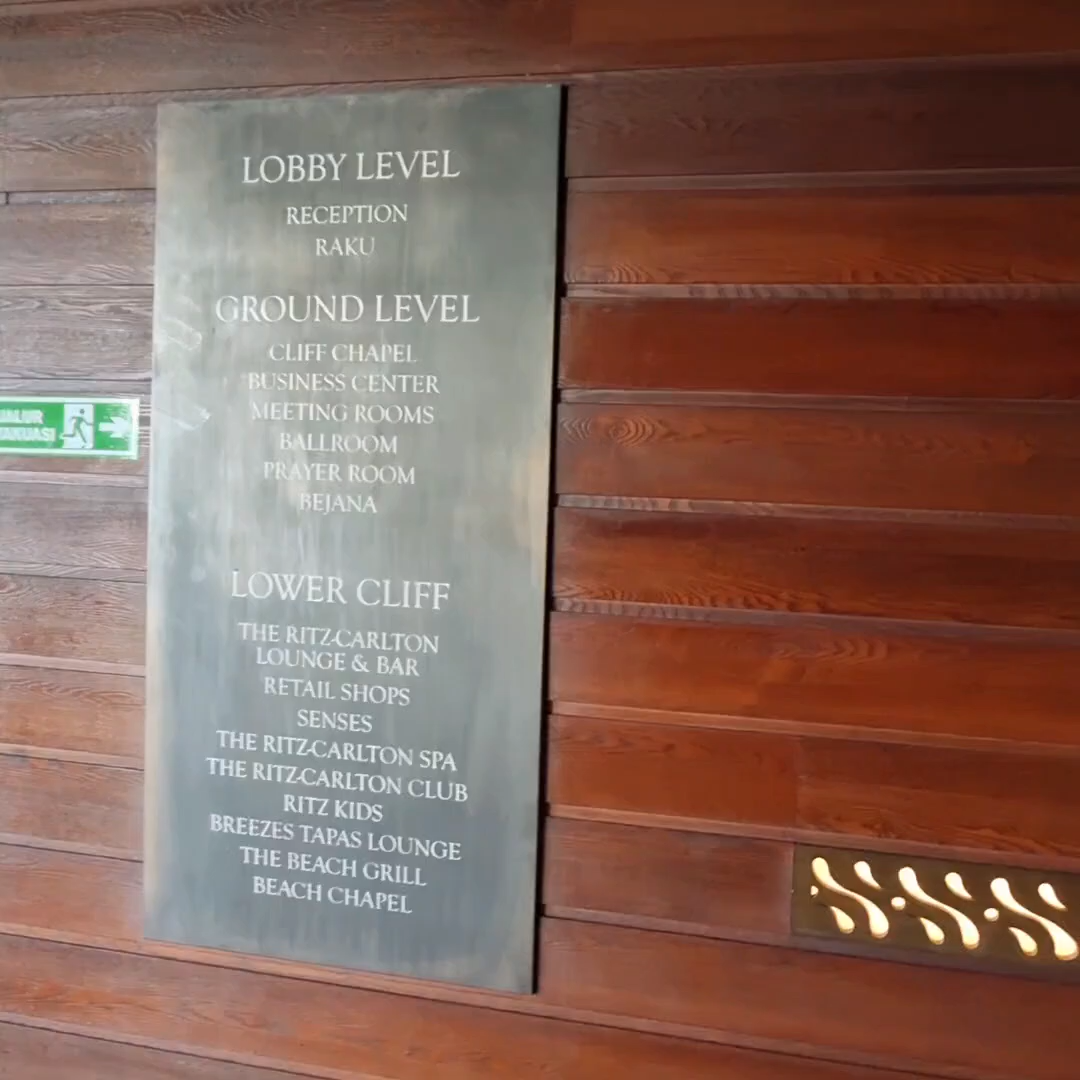 LOBBY LEVEL
RECEPTION
RAKU
GROUND LEVEL
CLIFF CHAPEL
BUSINESS CENTER
MEETING ROOMS
BALLROOM
PRAYER ROOM
BEJANA
LOWER CLIFF
THE RITZ-CARLTON
LOUNGE & BAR
RETAIL SHOPS
SENSES
THE RITZ-CARLTON SPA
THE RITZ-CARLTON CLUB
RITZ KIDS
BREEZES TAPAS LOUNGE
THE BEACH GRILL
BEACH CHAPEL